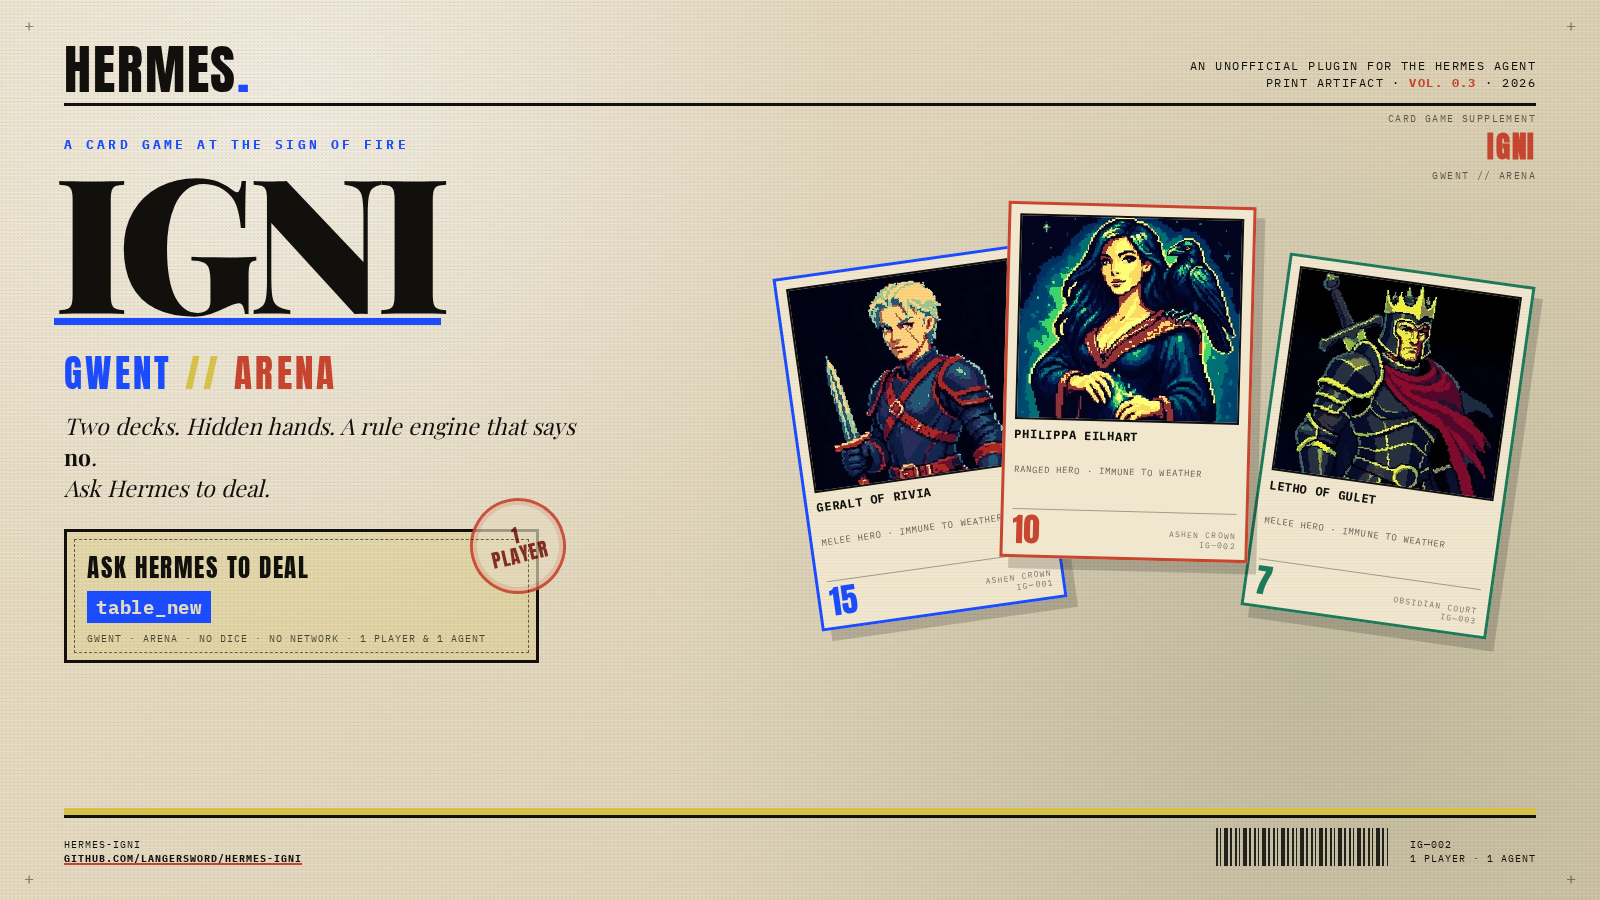 HERMES.
AN UNOFFICIAL PLUGIN FOR THE HERMES AGENT
PRINT ARTIFACT · VOL. 0.3 · 2026
CARD GAME SUPPLEMENT
IGNI
GWENT // ARENA
A CARD GAME AT THE SIGN OF FIRE
IGNI
GWENT // ARENA
Two decks. Hidden hands. A rule engine that says
no.
Ask Hermes to deal.
1
PLAYER
ASK HERMES TO DEAL
table_new
GWENT · ARENA · NO DICE · NO NETWORK · 1 PLAYER & 1 AGENT
GERALT OF RIVIA
MELEE HERO · IMMUNE TO WEATHER
15
ASHEN CROWN
IG—001
PHILIPPA EILHART
RANGED HERO · IMMUNE TO WEATHER
10
ASHEN CROWN
IG—002
LETHO OF GULET
MELEE HERO · IMMUNE TO WEATHER
7
OBSIDIAN COURT
IG—003
HERMES-IGNI
GITHUB.COM/LANGERSWORD/HERMES-IGNI
IG—002
1 PLAYER · 1 AGENT